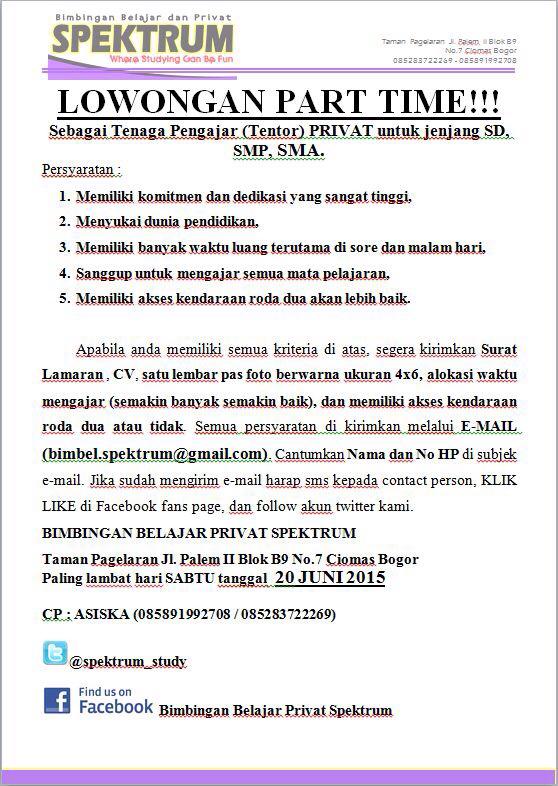 Bimbingan Belajar dan Privat
SPEKTRUM
Where Studying Can Be Fun
Taman Pagelaran Jl. Palem, II Blok B9
No.7 Ciomas Bogor
085283722269 - 085891992708
LOWONGAN PART TIME!!!
Sebagai Tenaga Pengajar (Tentor) PRIVAT untuk jenjang SD,
SMP, SMA.
Persyaratan :
1. Memiliki komitmen dan dedikasi yang sangat tinggi,
2. Menyukai dunia pendidikan,
3. Memiliki banyak waktu luang terutama di sore dan malam hari,
4. Sanggup untuk mengajar semua mata pelajaran,
5. Memiliki akses kendaraan roda dua akan lebih baik.
Apabila anda memiliki semua kriteria di atas, segera kirimkan Surat
Lamaran , CV, satu lembar pas foto berwarna ukuran 4x6, alokasi waktu
mengajar (semakin banyak semakin baik), dan memiliki akses kendaraan
roda dua atau tidak. Semua persyaratan di kirimkan melalui E-MAIL
(bimbel.spektrum@gmail.com). Cantumkan Nama dan No HP di subjek
e-mail. Jika sudah mengirim e-mail harap sms kepada contact person, KLIK
LIKE di Facebook fans page, dan follow akun twitter kami.
BIMBINGAN BELAJAR PRIVAT SPEKTRUM
Taman Pagelaran Jl. Palem II Blok B9 No.7 Ciomas Bogor
Paling lambat hari SABTU tanggal 20 JUNI 2015
CP : ASISKA (085891992708 / 085283722269)
@spektrum_study
Find us on
Facebook Bimbingan Belajar Privat Spektrum